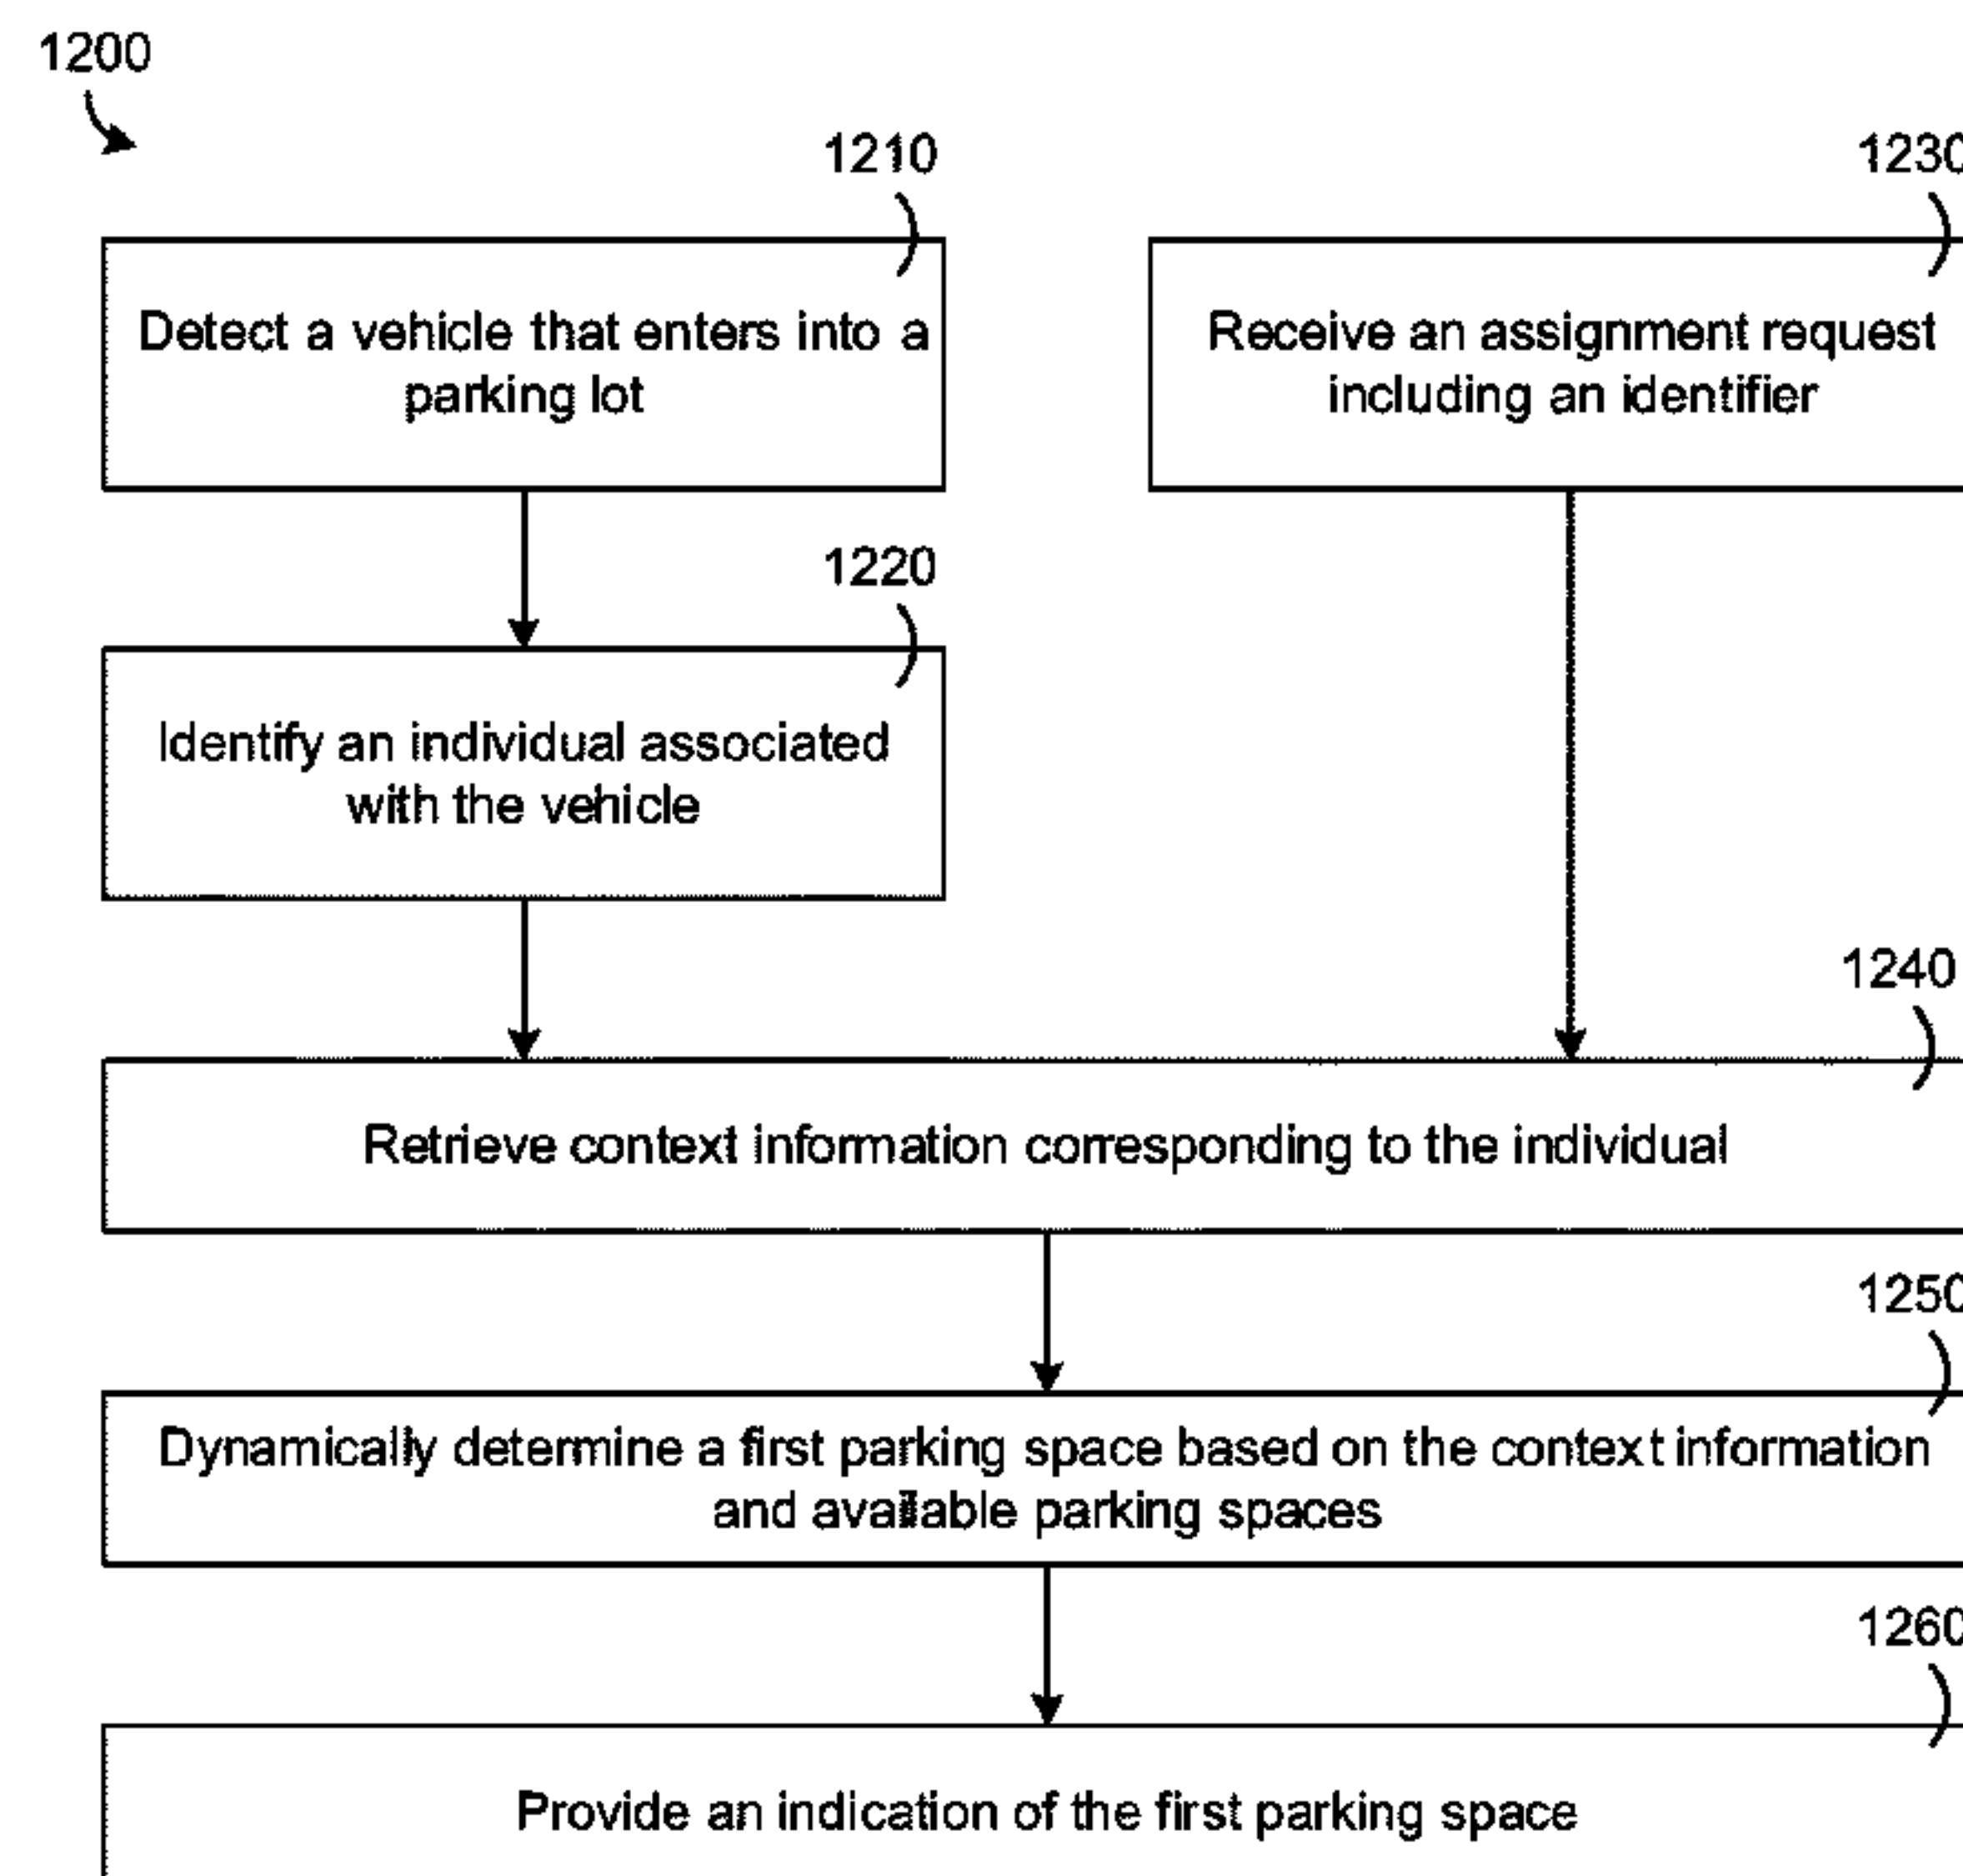 1200
1210
1230
Detect a vehicle that enters into a
parking lot
Receive an assignment request
including an identifier
1220
Identify an individual associated
with the vehicle
1240
Retrieve context information corresponding to the individual
1250
Dynamically determine a first parking space based on the context information
and available parking spaces
1260
Provide an indication of the first parking space